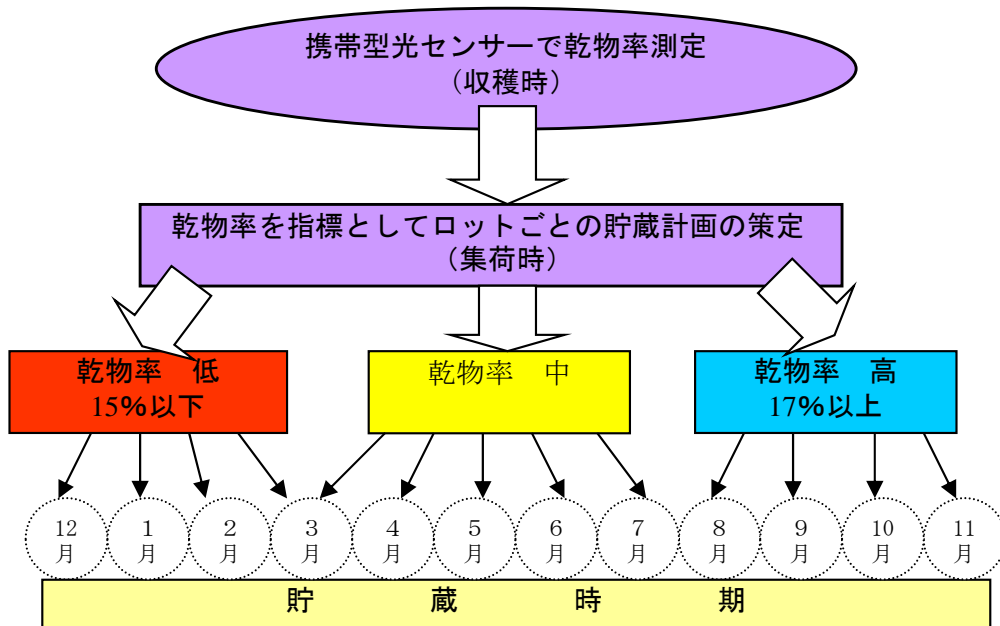 携帯型光センサーで乾物率測定
（収穫時）
乾物率を指標としてロットごとの貯蔵計画の策定
（集荷時）
乾物率　低
15%以下
乾物率　中
乾物率　高
17%以上
12
月
1
月
2
月
3
月
4
月
5
月
6
月
7
月
8
月
9
月
10
月
11
月
貯　蔵　時　期